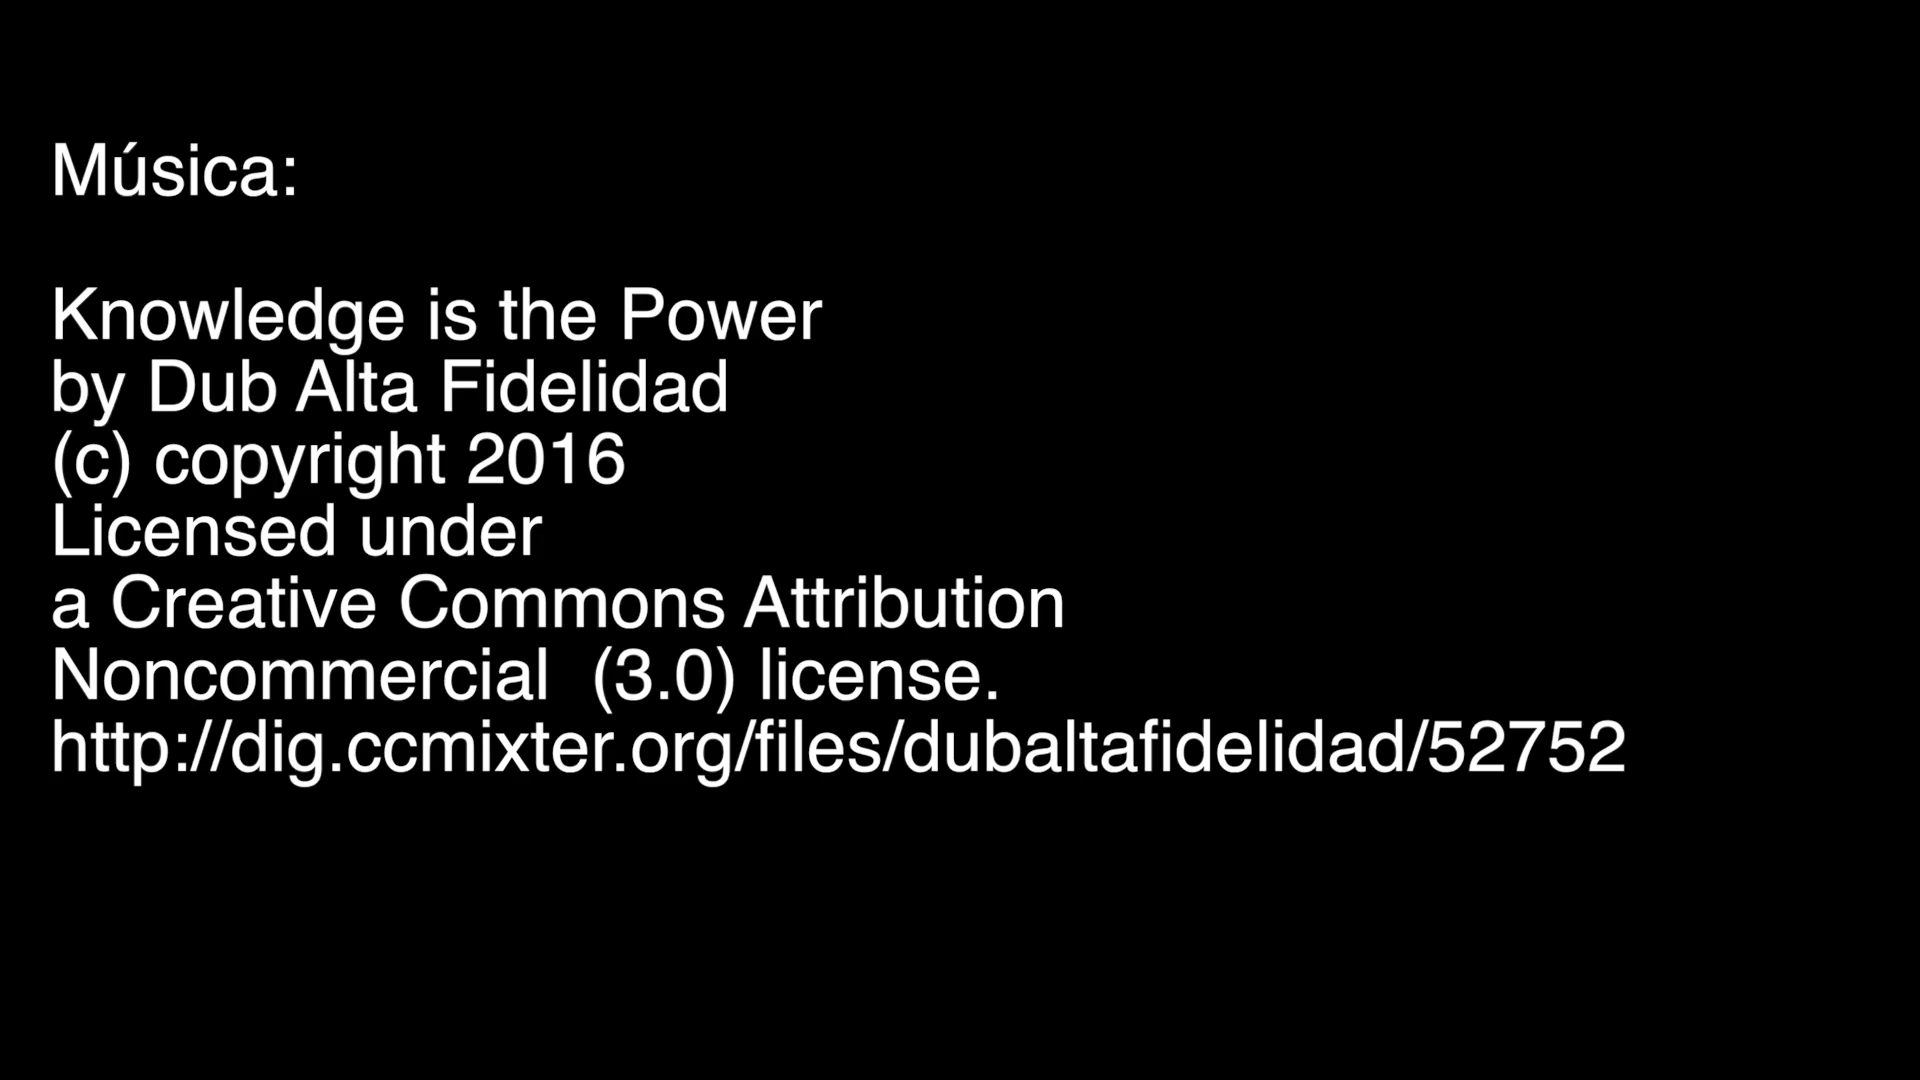 Música:
Knowledge is the Power
by Dub Alta Fidelidad
(c) copyright 2016
Licensed under
a Creative Commons Attribution
Noncommercial  (3.0) license.
http://dig.ccmixter.org/files/dubaltafidelidad/52752